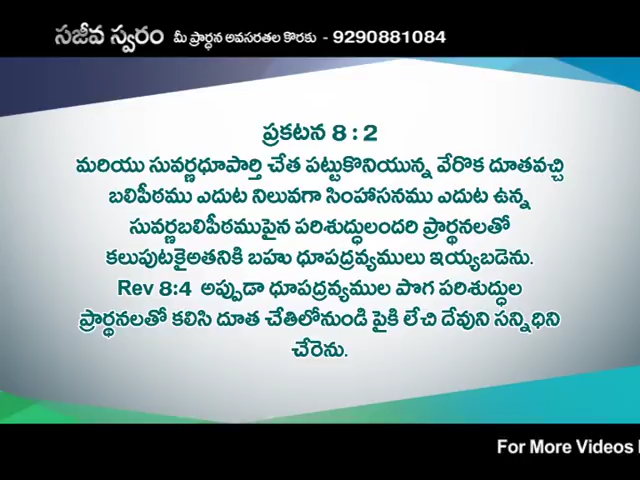 సజీవ స్వరం మీ ప్రార్ధన అవసరతల కొరకు - 9290881084
ప్రకటన 8 : 2
మరియు సువర్ణధూపార్తి చేత పట్టుకొనియున్న వేరొక దూతవచ్చి
బలిపీఠము ఎదుట నిలువగా సింహాసనము ఎదుట ఉన్న
సువర్ణబలిపీఠముపైన పరిశుద్ధులందరి ప్రార్థనలతో
కలుపుటకైఅతనికి బహు ధూపద్రవ్యములు ఇయ్యబడెను.
Rev 8:4 అప్పుడా ధూపద్రవ్యముల పొగ పరిశుద్ధుల
ప్రార్థనలతో కలిసి దూత చేతిలోనుండి పైకి లేచి దేవుని సన్నిధిని
చేరెను.
For More Videos